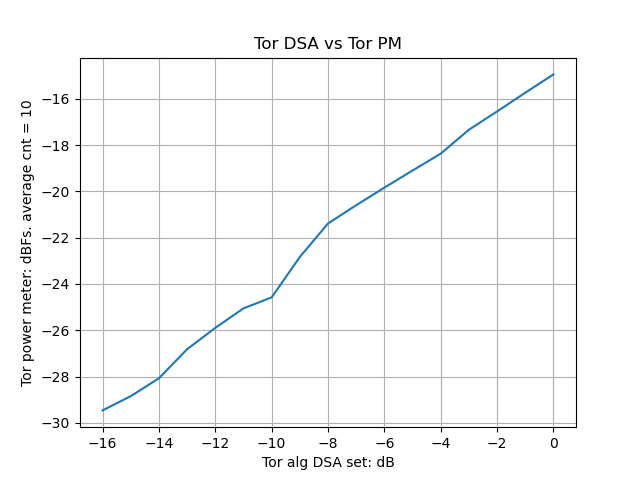 Tor DSA vs Tor PM
Tor power meter: dBFs. average cnt = 10
−16
−18
−20
−22
−24
−26
−28
−30
−16 −14 −12 −10 −8 −6 −4 −2 0
Tor alg DSA set: dB